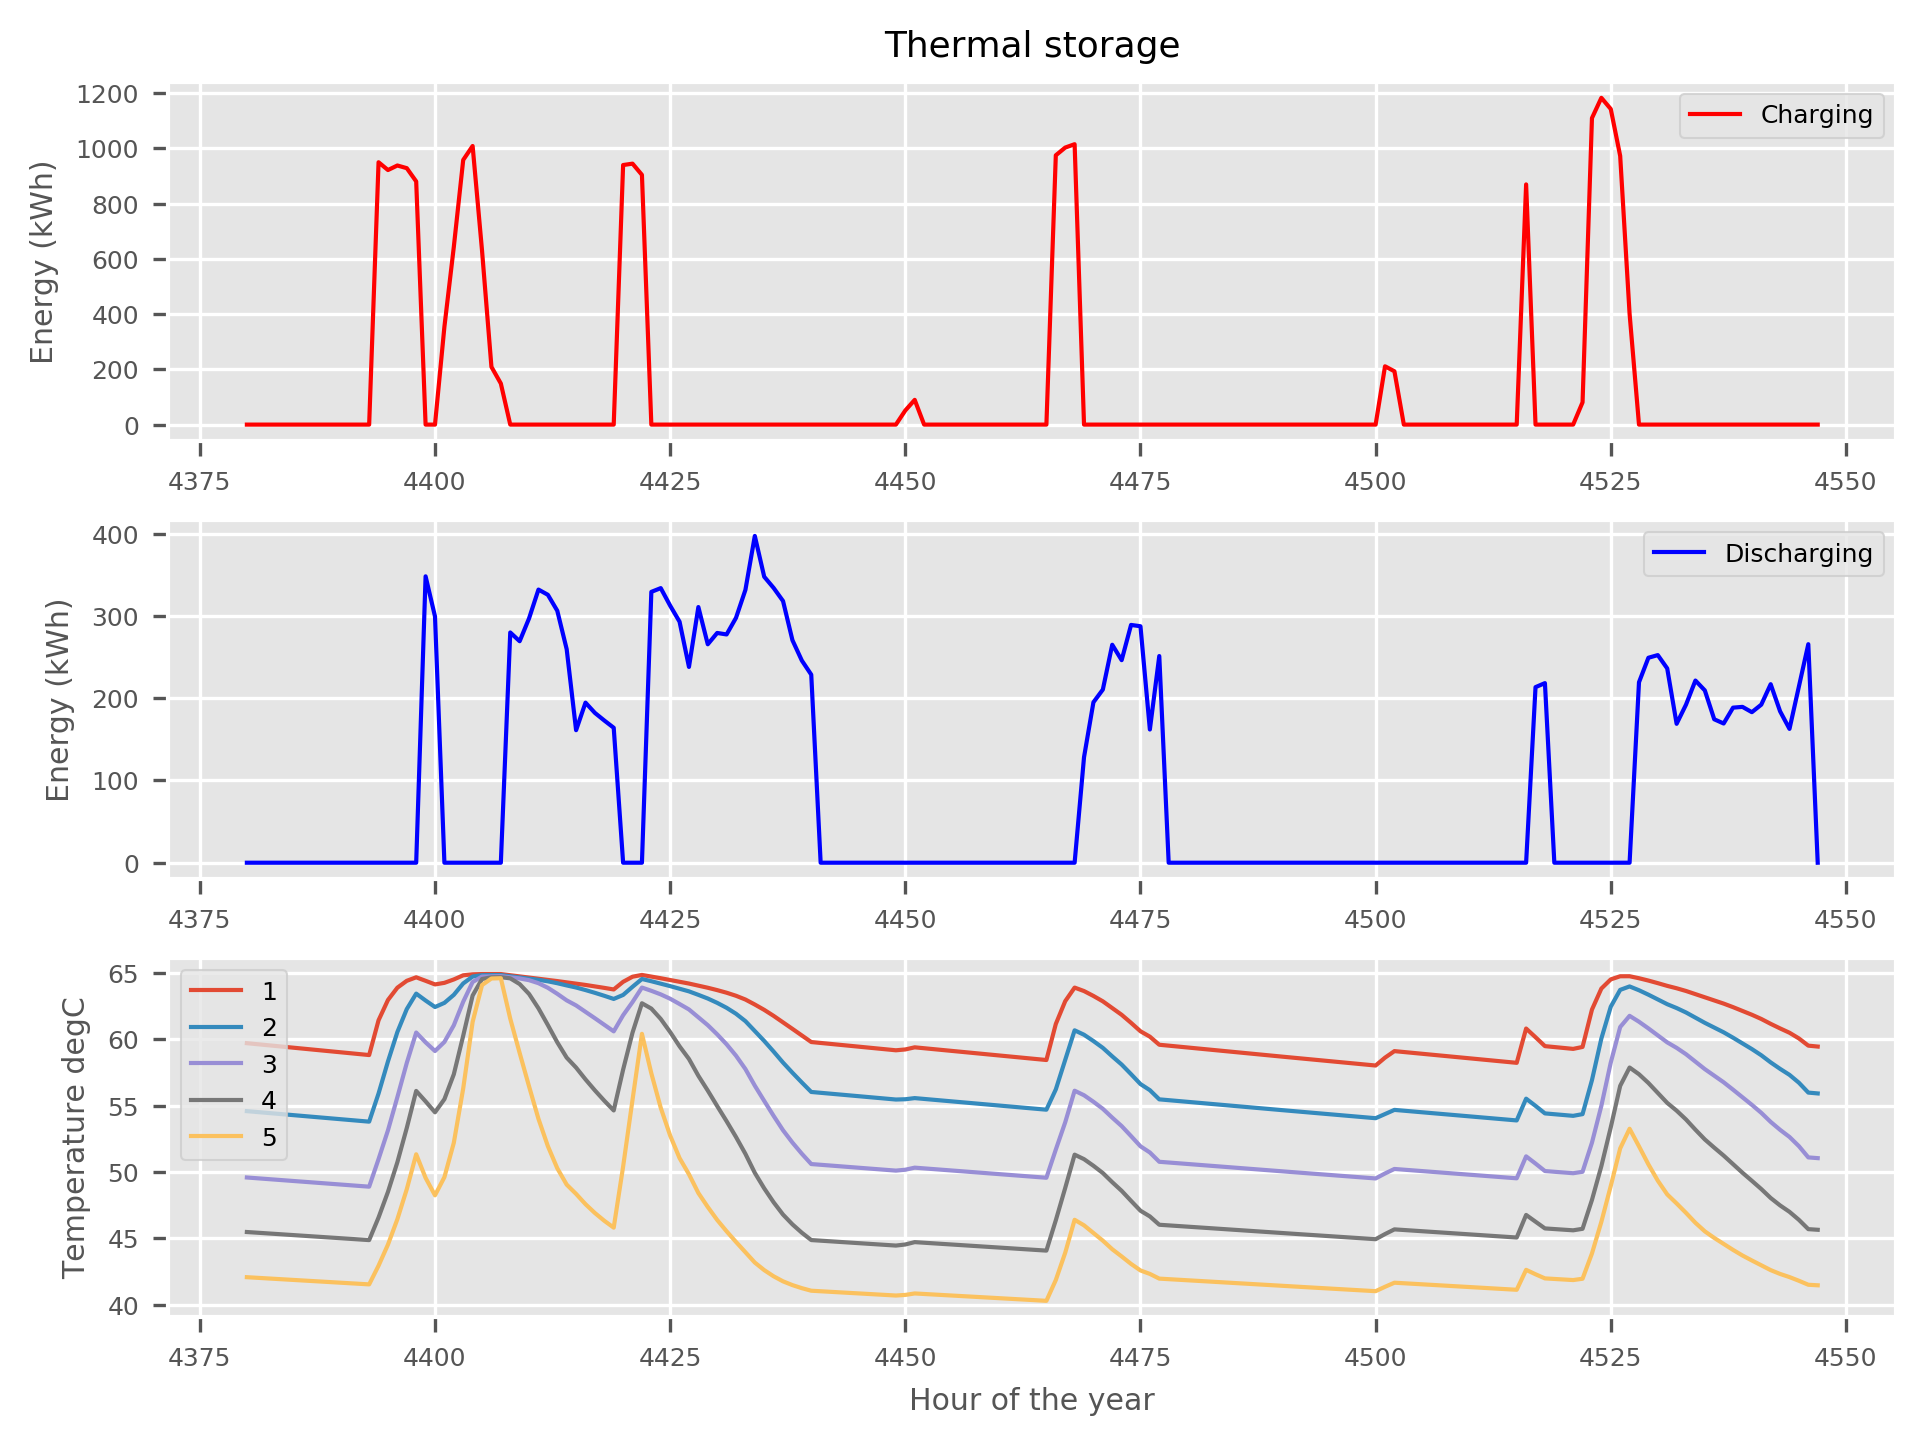 Thermal storage
1200
1000
800
600
400
200
0
Energy (kWh)
Charging
4375 4400 4425 4450 4475 4500 4525 4550
400
300
200
100
0
Energy (kWh)
Discharging
4375 4400 4425 4450 4475 4500 4525 4550
65
60
55
50
45
40
Temperature degC
1
2
3
4
5
4375 4400 4425 4450 4475 4500 4525 4550
Hour of the year